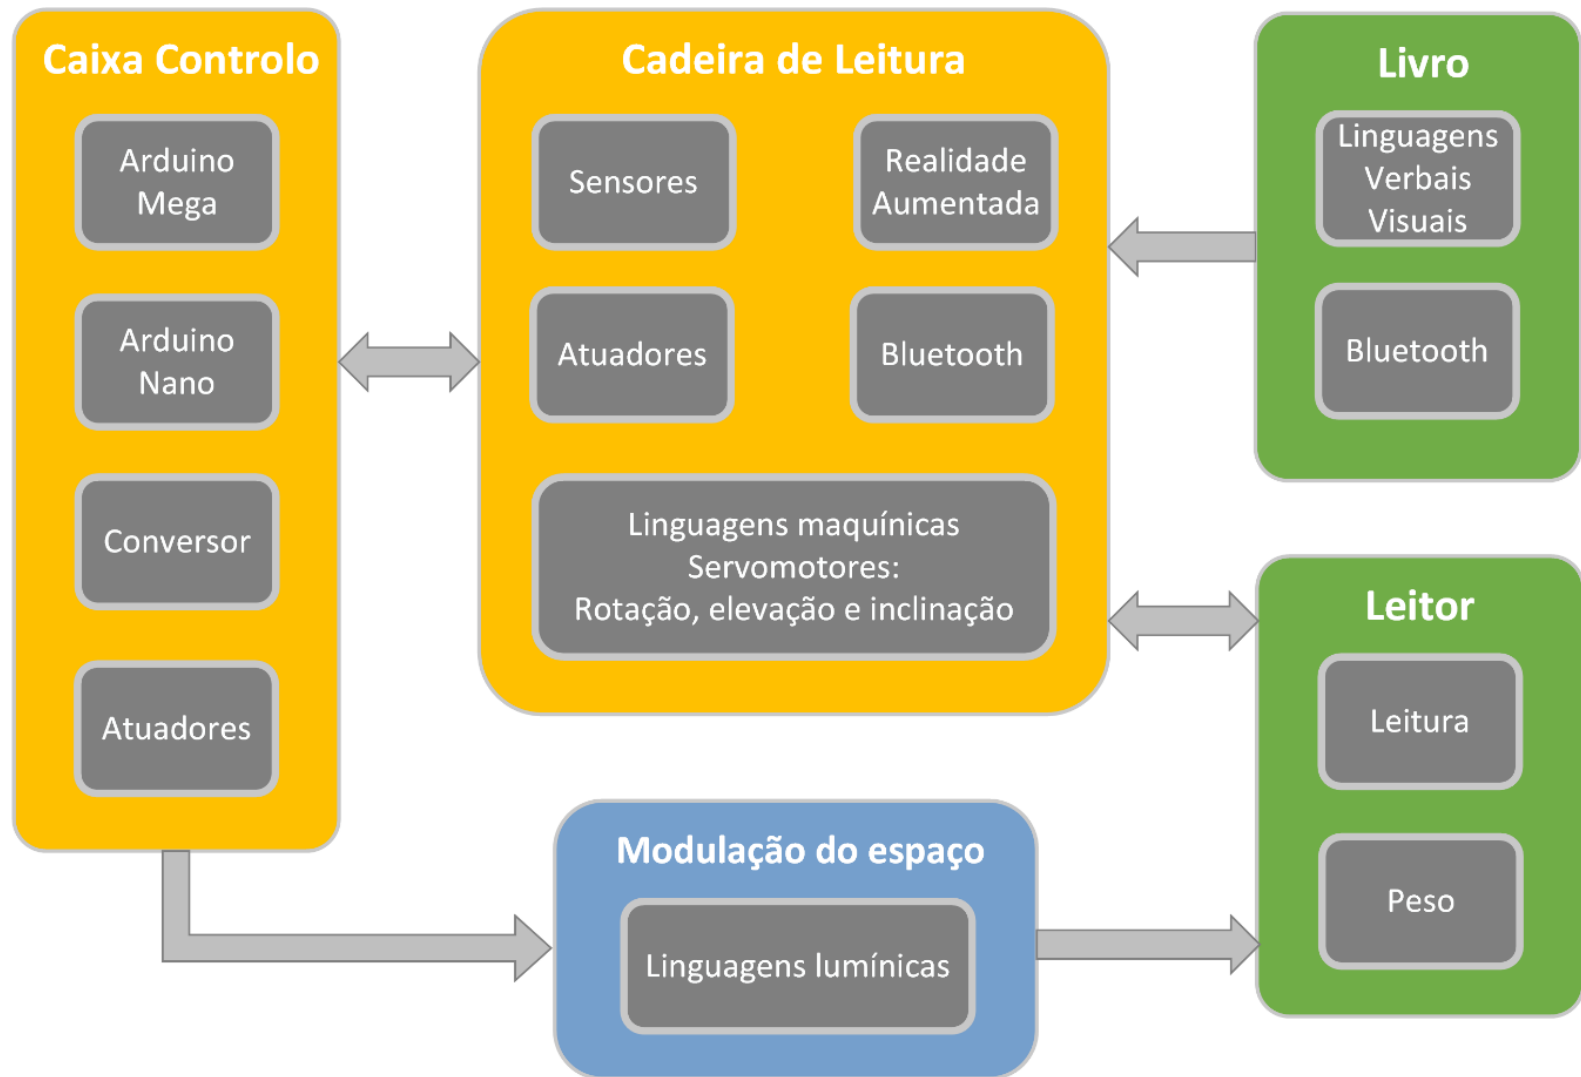 Caixa Controlo
Arduino
Mega
Arduino
Nano
Conversor
Atuadores
Cadeira de Leitura
Sensores
Realidade
Aumentada
Atuadores
Bluetooth
Linguagens maquínicas
Servomotores:
Rotação, elevação e inclinação
Livro
Linguagens
Verbais
Visuais
Bluetooth
Leitor
Leitura
Peso
Modulação do espaço
Linguagens lumínicas